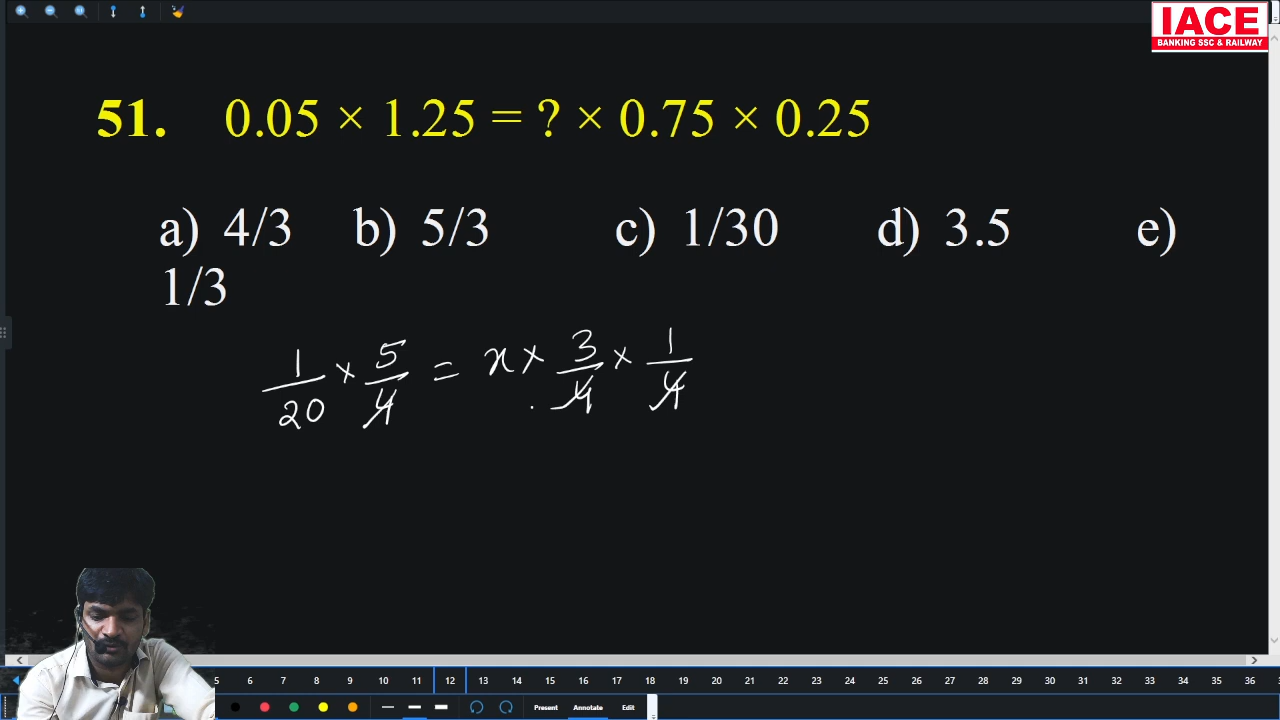 IACE
BANKING SSC & RAILWAY
51. 0.05 × 1.25 = ? × 0.75 × 0.25
a) 4/3 b) 5/3 c) 1/30 d) 3.5 e)
1/3
1/20 × 5/4 = x × 3/4 × 1/4
5 6 7 8 9 10 11 12 13 14 15 16 17 18 19 20 21 22 23 24 25 26 27 28 29 30 31 32 33 34 35 36
Present Annotate Edit